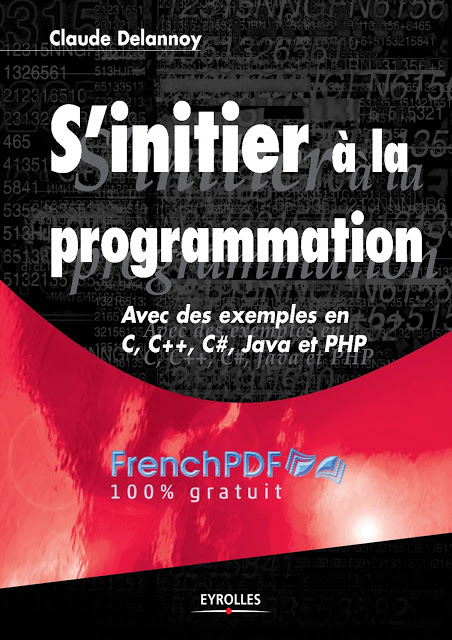 Claude Delannoy
S'initier à la
programmation
Avec des exemples en
C, C++, C#, Java et PHP
FrenchPDF
100% gratuit
EYROLLES